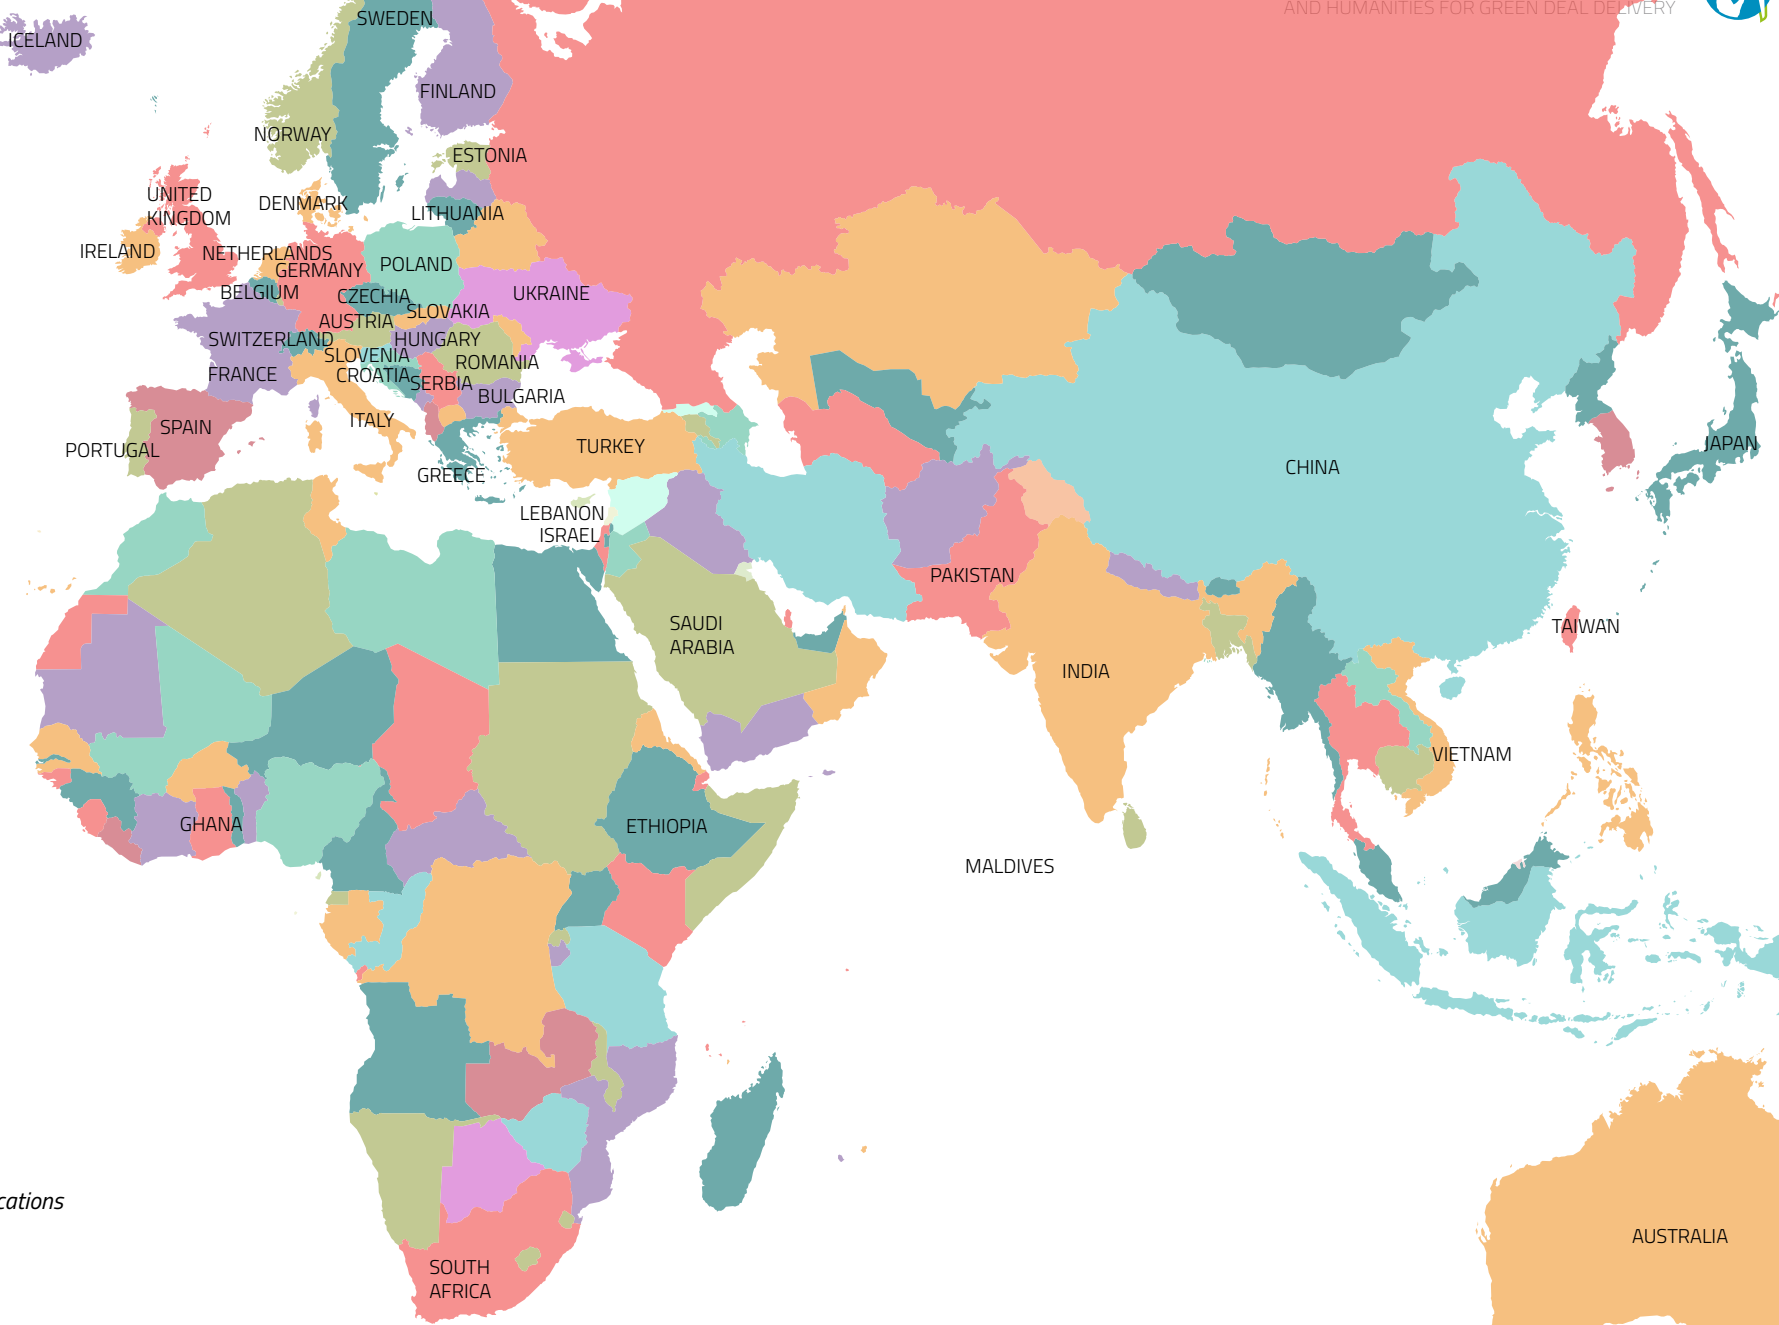 AND HUMANITIES FOR GREEN DEAL DELIVERY
SWEDEN
ICELAND
FINLAND
NORWAY
ESTONIA
UNITED
KINGDOM
DENMARK
LITHUANIA
IRELAND
NETHERLANDS
GERMANY
POLAND
BELGIUM
CZECHIA
UKRAINE
SLOVAKIA
AUSTRIA
SWITZERLAND
HUNGARY
SLOVENIA
ROMANIA
FRANCE
CROATIA
SERBIA
BULGARIA
ITALY
SPAIN
PORTUGAL
TURKEY
GREECE
JAPAN
CHINA
LEBANON
ISRAEL
PAKISTAN
SAUDI
ARABIA
TAIWAN
INDIA
VIETNAM
GHANA
ETHIOPIA
MALDIVES
cations
AUSTRALIA
SOUTH
AFRICA